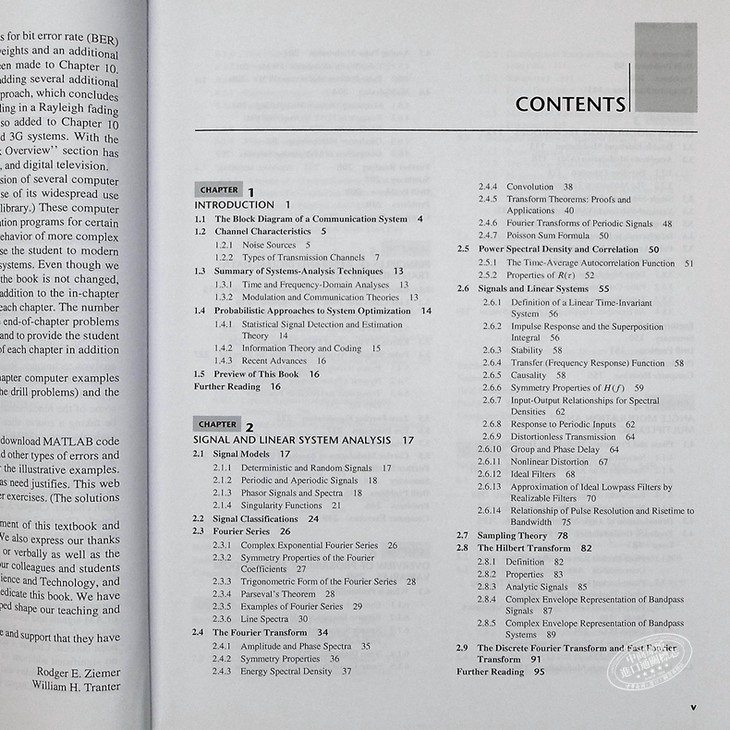 s for bit error rate (BER)
eights and an additional
en made to Chapter 10.
dding several additional
proach, which concludes
ling in a Rayleigh fading
so added to Chapter 10
d 3G systems. With the
Overview" section has
, and digital television.
sion of several computer
se of its widespread use
library.) These computer
ation programs for certain
ehavior of more complex
se the student to modern
systems. Even though we
the book is not changed,
addition to the in-chapter
each chapter. The number
end-of-chapter problems
and to provide the student
of each chapter in addition
apter computer examples
he drill problems) and the
download MATLAB code
d other types of errors and
the illustrative examples.
as need justifies. This web
er exercises. (The solutions
ment of this textbook and
We also express our thanks
or verbally as well as the
our colleagues and students
ience and Technology, and
edicate this book. We have
ped shape our teaching and
e and support that they have
Rodger E. Ziemer
William H. Tranter
CONTENTS
CHAPTER 1
INTRODUCTION 1
1.1 The Block Diagram of a Communication System 4
1.2 Channel Characteristics 5
1.2.1 Noise Sources 5
1.2.2 Types of Transmission Channels 7
1.3 Summary of Systems-Analysis Techniques 13
1.3.1 Time and Frequency-Domain Analyses 13
1.3.2 Modulation and Communication Theories 13
1.4 Probabilistic Approaches to System Optimization 14
1.4.1 Statistical Signal Detection and Estimation
Theory 14
1.4.2 Information Theory and Coding 15
1.4.3 Recent Advances 16
1.5 Preview of This Book 16
Further Reading 16
CHAPTER 2
SIGNAL AND LINEAR SYSTEM ANALYSIS 17
2.1 Signal Models 17
2.1.1 Deterministic and Random Signals 17
2.1.2 Periodic and Aperiodic Signals 18
2.1.3 Phasor Signals and Spectra 18
2.1.4 Singularity Functions 21
2.2 Signal Classifications 24
2.3 Fourier Series 26
2.3.1 Complex Exponential Fourier Series 26
2.3.2 Symmetry Properties of the Fourier
Coefficients 27
2.3.3 Trigonometric Form of the Fourier Series 28
2.3.4 Parseval's Theorem 28
2.3.5 Examples of Fourier Series 29
2.3.6 Line Spectra 30
2.4 The Fourier Transform 34
2.4.1 Amplitude and Phase Spectra 35
2.4.2 Symmetry Properties 36
2.4.3 Energy Spectral Density 37
2.4.4 Convolution 38
2.4.5 Transform Theorems: Proofs and
Applications 40
2.4.6 Fourier Transforms of Periodic Signals 48
2.4.7 Poisson Sum Formula 50
2.5 Power Spectral Density and Correlation 50
2.5.1 The Time-Average Autocorrelation Function 51
2.5.2 Properties of R(τ) 52
2.6 Signals and Linear Systems 55
2.6.1 Definition of a Linear Time-Invariant
System 56
2.6.2 Impulse Response and the Superposition
Integral 56
2.6.3 Stability 58
2.6.4 Transfer (Frequency Response) Function 58
2.6.5 Causality 58
2.6.6 Symmetry Properties of H(f) 59
2.6.7 Input-Output Relationships for Spectral
Densities 62
2.6.8 Response to Periodic Inputs 62
2.6.9 Distortionless Transmission 64
2.6.10 Group and Phase Delay 64
2.6.11 Nonlinear Distortion 67
2.6.12 Ideal Filters 68
2.6.13 Approximation of Ideal Lowpass Filters by
Realizable Filters 70
2.6.14 Relationship of Pulse Resolution and Risetime to
Bandwidth 75
2.7 Sampling Theory 78
2.8 The Hilbert Transform 82
2.8.1 Definition 82
2.8.2 Properties 83
2.8.3 Analytic Signals 85
2.8.4 Complex Envelope Representation of Bandpass
Signals 87
2.8.5 Complex Envelope Representation of Bandpass
Systems 89
2.9 The Discrete Fourier Transform and Fast Fourier
Transform 91
Further Reading 95
v